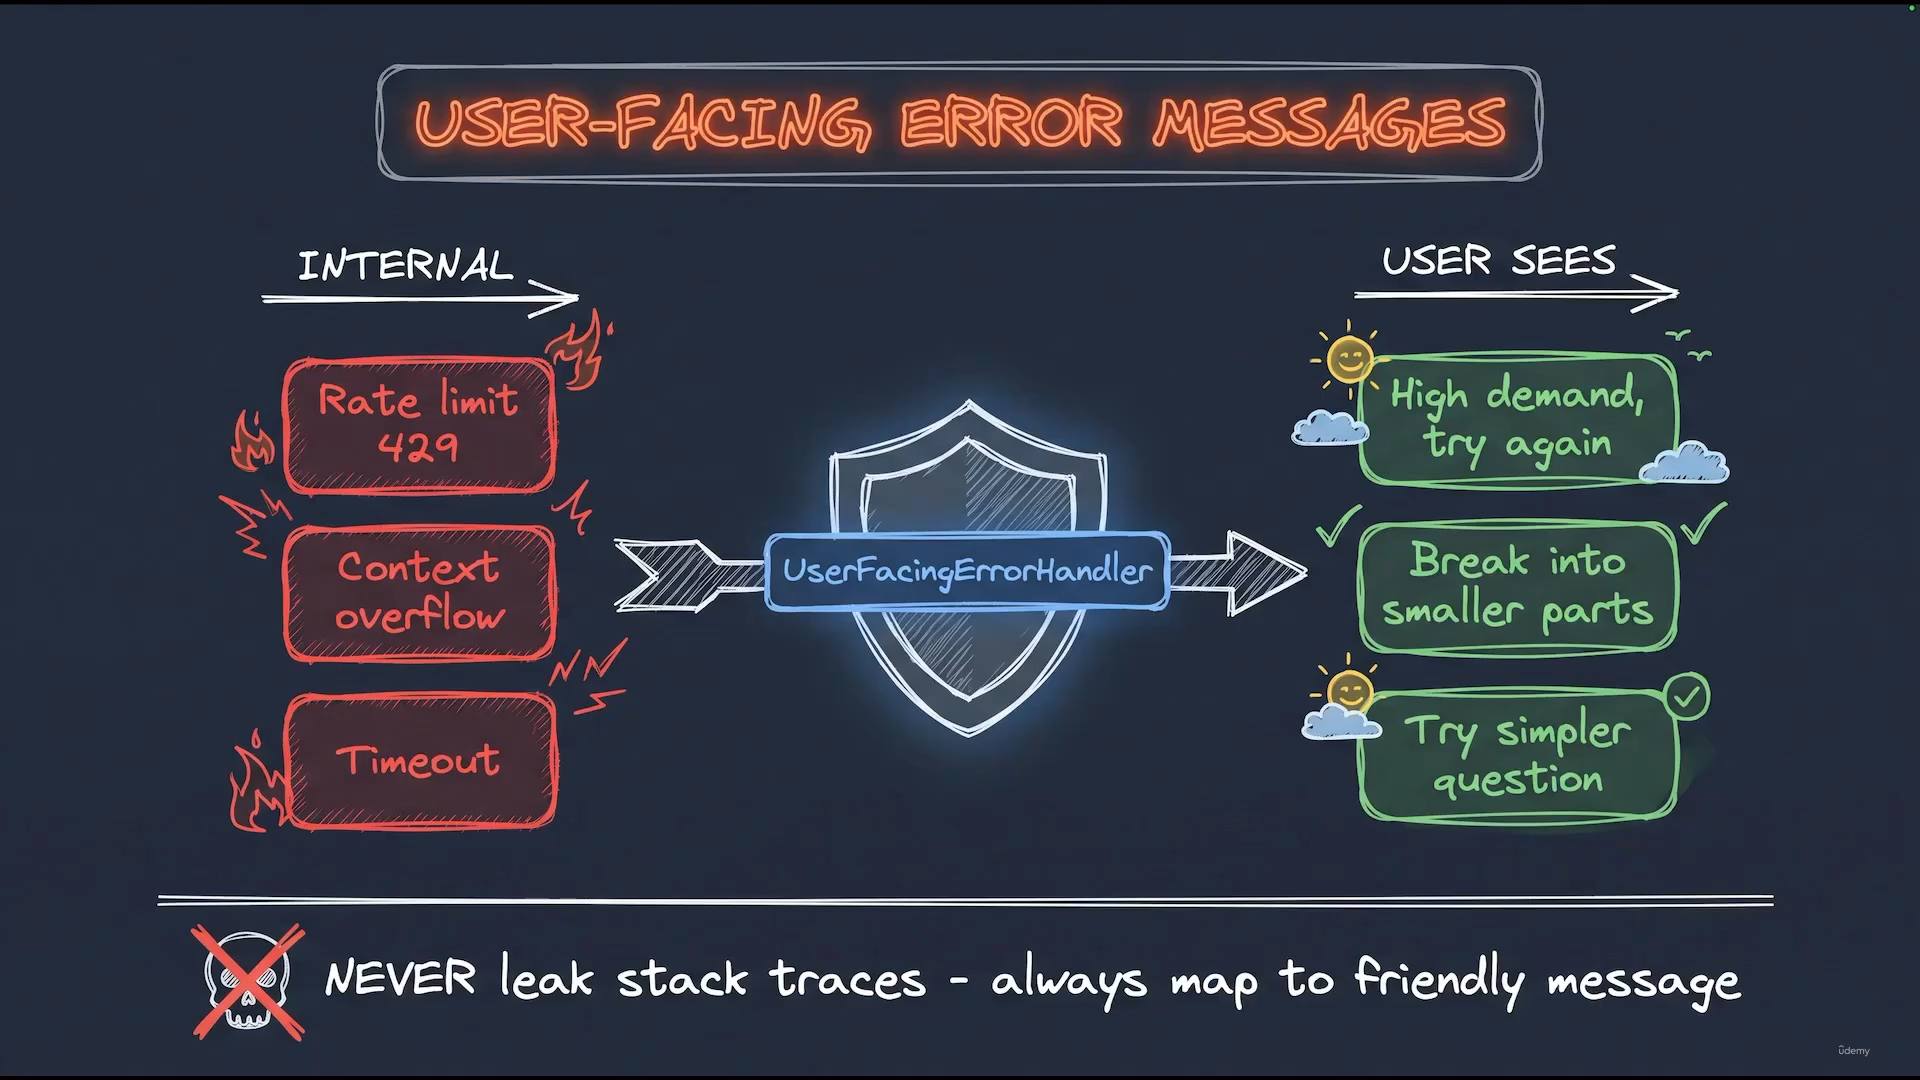 USER-FACING ERROR MESSAGES
INTERNAL
Rate limit
429
Context
overflow
Timeout
UserFacingErrorHandler
USER SEES
High demand,
try again
Break into
smaller parts
Try simpler
question
NEVER leak stack traces - always map to friendly message
ûdemy